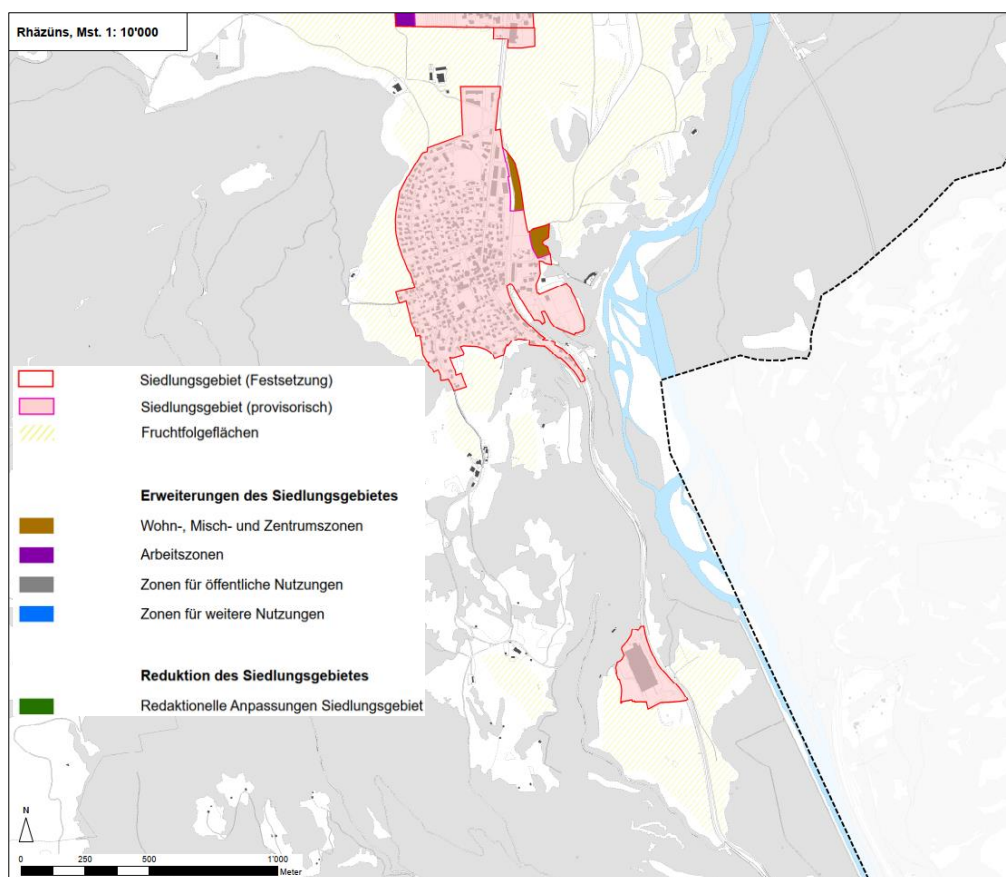 Rhäzüns, Mst. 1: 10'000
Siedlungsgebiet (Festsetzung)
Siedlungsgebiet (provisorisch)
Fruchtfolgeflächen
Erweiterungen des Siedlungsgebietes
Wohn-, Misch- und Zentrumszonen
Arbeitszonen
Zonen für öffentliche Nutzungen
Zonen für weitere Nutzungen
Reduktion des Siedlungsgebietes
Redaktionelle Anpassungen Siedlungsgebiet
N
0 250 500 1'000
Meter